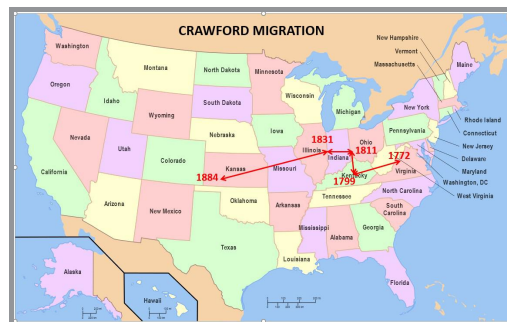 CRAWFORD MIGRATION
Washington
Oregon
California
Nevada
Idaho
Montana
Wyoming
Utah
Arizona
Colorado
New Mexico
North Dakota
South Dakota
Nebraska
Kansas
Oklahoma
Texas
Minnesota
Iowa
Missouri
Arkansas
Louisiana
Wisconsin
Illinois
Michigan
Indiana
Ohio
Kentucky
Tennessee
Mississippi
Alabama
Georgia
Florida
South
Carolina
North Carolina
Virginia
Pennsylvania
New York
Maine
New Hampshire
Vermont
Massachusetts
Rhode Island
Connecticut
New Jersey
Delaware
Maryland
Washington, DC
West Virginia
1831
1811
1772
1799
1884
Alaska
Hawaii